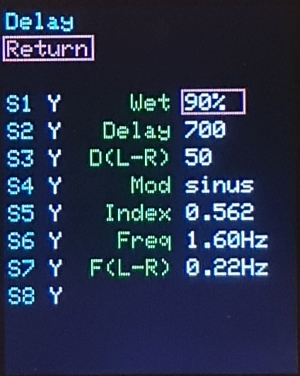 Delay
Return
S1 Y Wet 90%
S2 Y Delay 700
S3 Y D(L-R) 50
S4 Y Mod sinus
S5 Y Index 0.562
S6 Y Freq 1.60Hz
S7 Y F(L-R) 0.22Hz
S8 Y